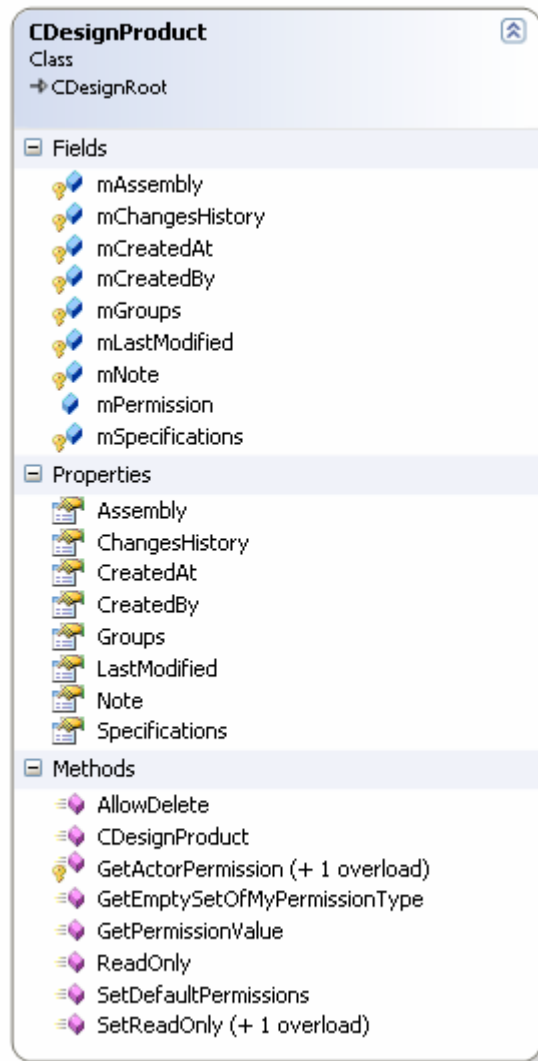 CDesignProduct
Class
CDesignRoot
Fields
mAssembly
mChangesHistory
mCreatedAt
mCreatedBy
mGroups
mLastModified
mNote
mPermission
mSpecifications
Properties
Assembly
ChangesHistory
CreatedAt
CreatedBy
Groups
LastModified
Note
Specifications
Methods
AllowDelete
CDesignProduct
GetActorPermission (+ 1 overload)
GetEmptySetOfMyPermissionType
GetPermissionValue
ReadOnly
SetDefaultPermissions
SetReadOnly (+ 1 overload)